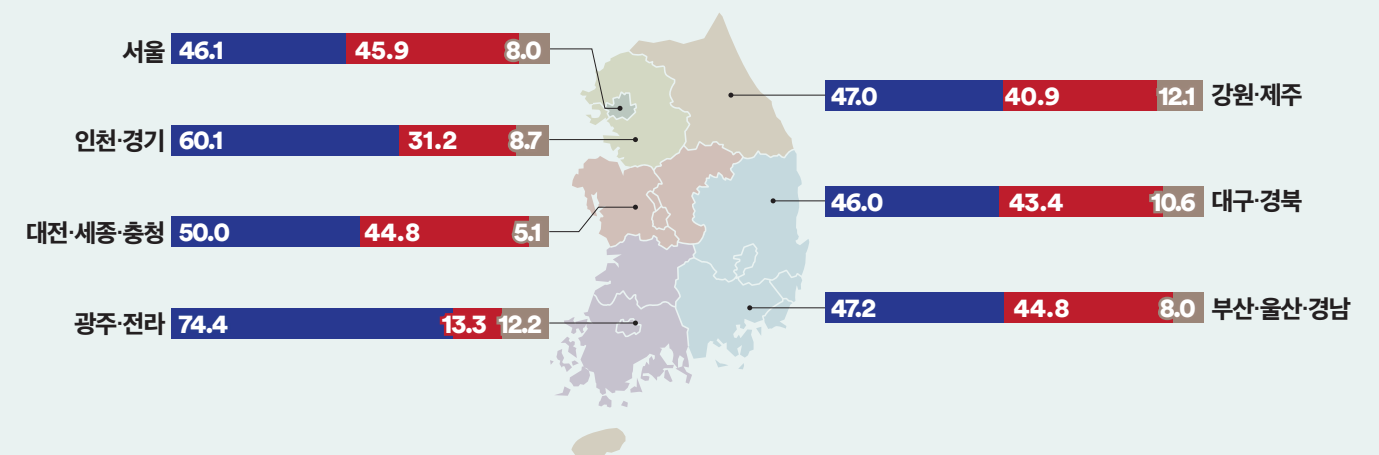 서울 46.1 45.9 8.0
인천·경기 60.1 31.2 8.7
대전·세종·충청 50.0 44.8 5.1
광주·전라 74.4 13.3 12.2
47.0 40.9 12.1 강원·제주
46.0 43.4 10.6 대구·경북
47.2 44.8 8.0 부산·울산·경남